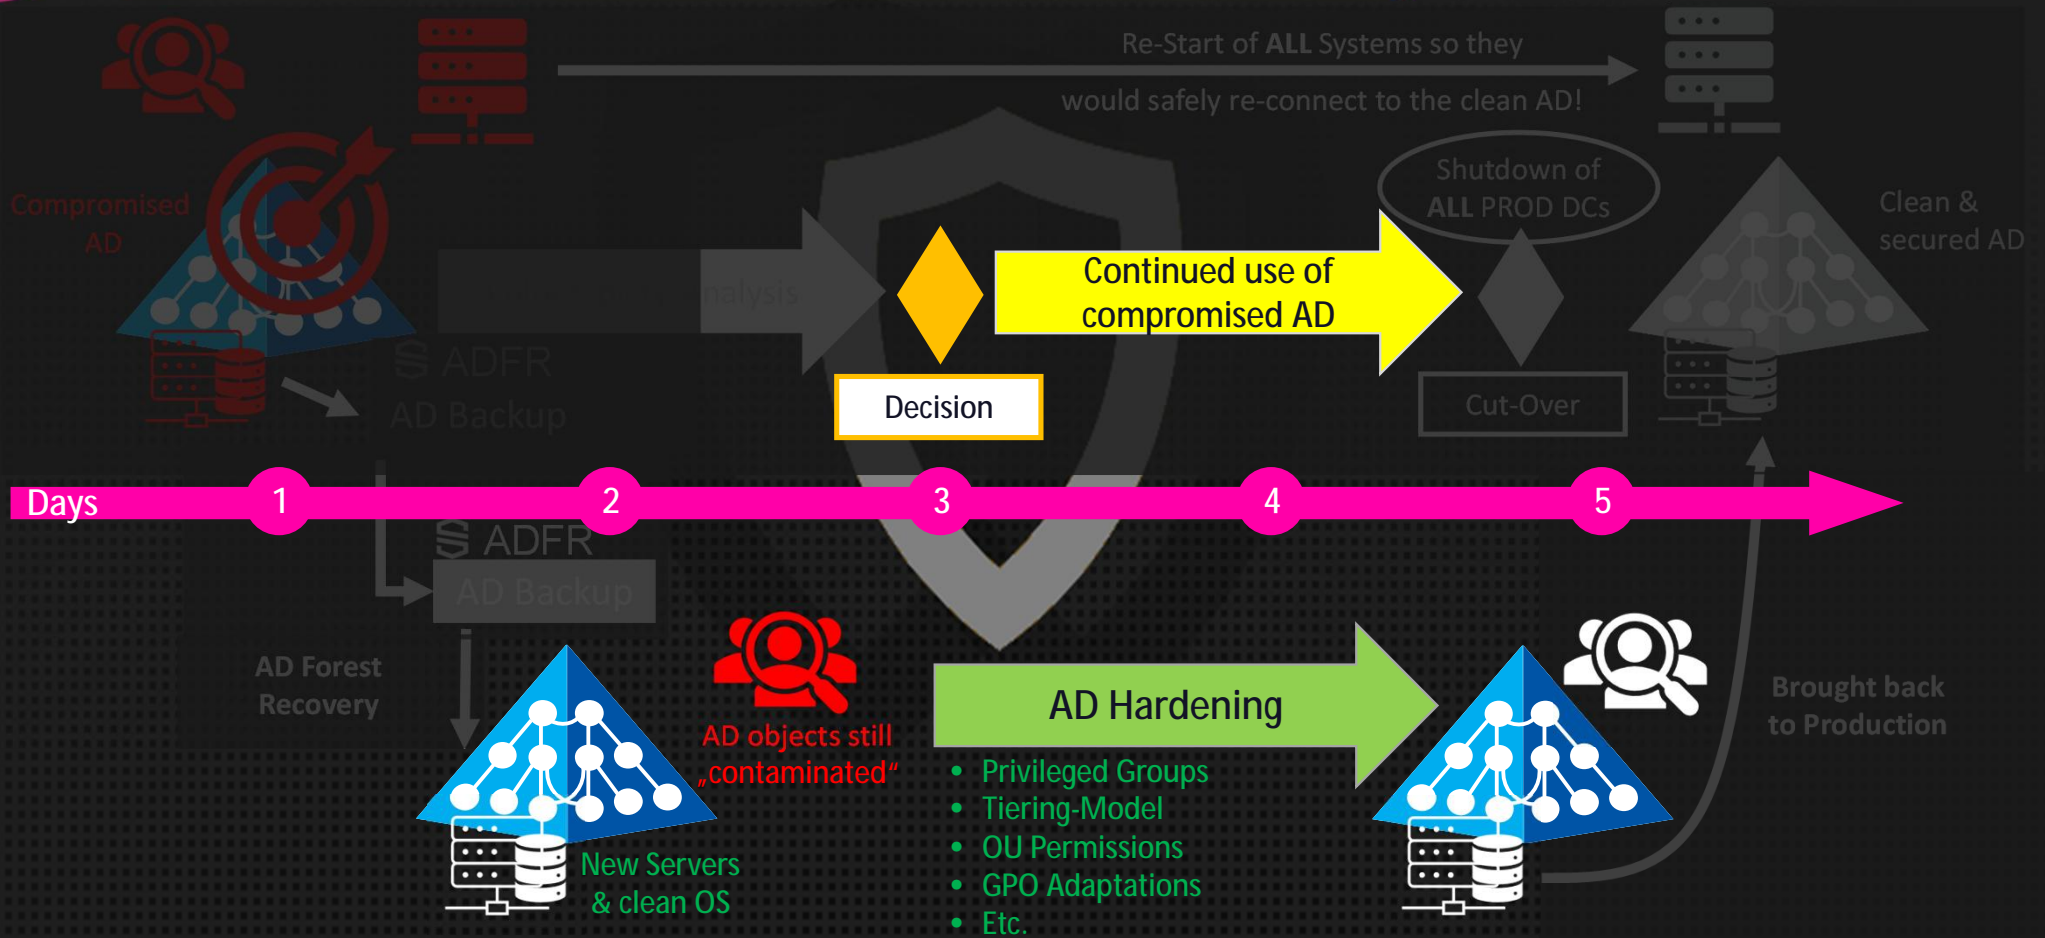 Re-Start of ALL Systems so they
would safely re-connect to the clean AD!
Compromised
AD
Shutdown of
ALL PROD DCs
Clean &
secured AD
nalysis
Continued use of
compromised AD
ADFR
AD Backup
Decision
Cut-Over
Days
1
2
3
4
5
ADFR
AD Backup
AD Forest
Recovery
AD objects still
„contaminated“
New Servers
& clean OS
AD Hardening
• Privileged Groups
• Tiering-Model
• OU Permissions
• GPO Adaptations
• Etc.
Brought back
to Production